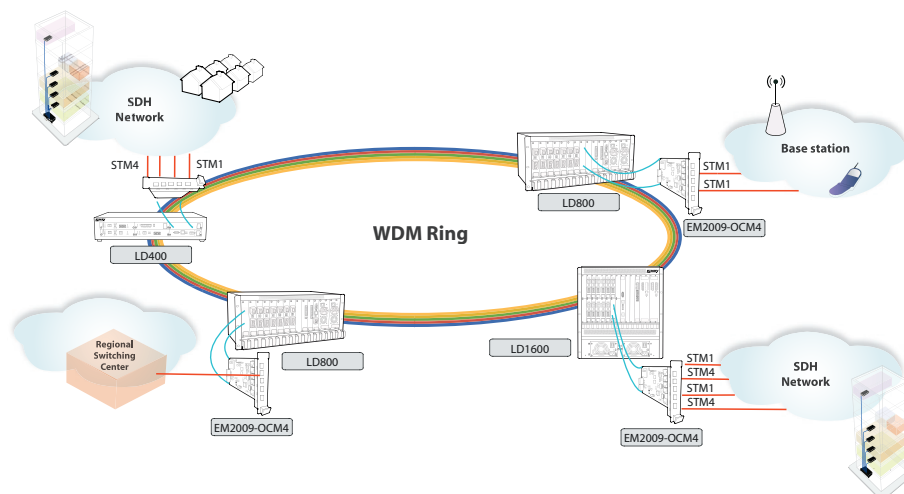 SDH
Network
STM4
STM1
LD400
WDM Ring
LD800
STM1
STM1
EM2009-OCM4
Base station
Regional
Switching
Center
LD800
EM2009-OCM4
LD1600
STM1
STM4
STM1
STM4
EM2009-OCM4
SDH
Network